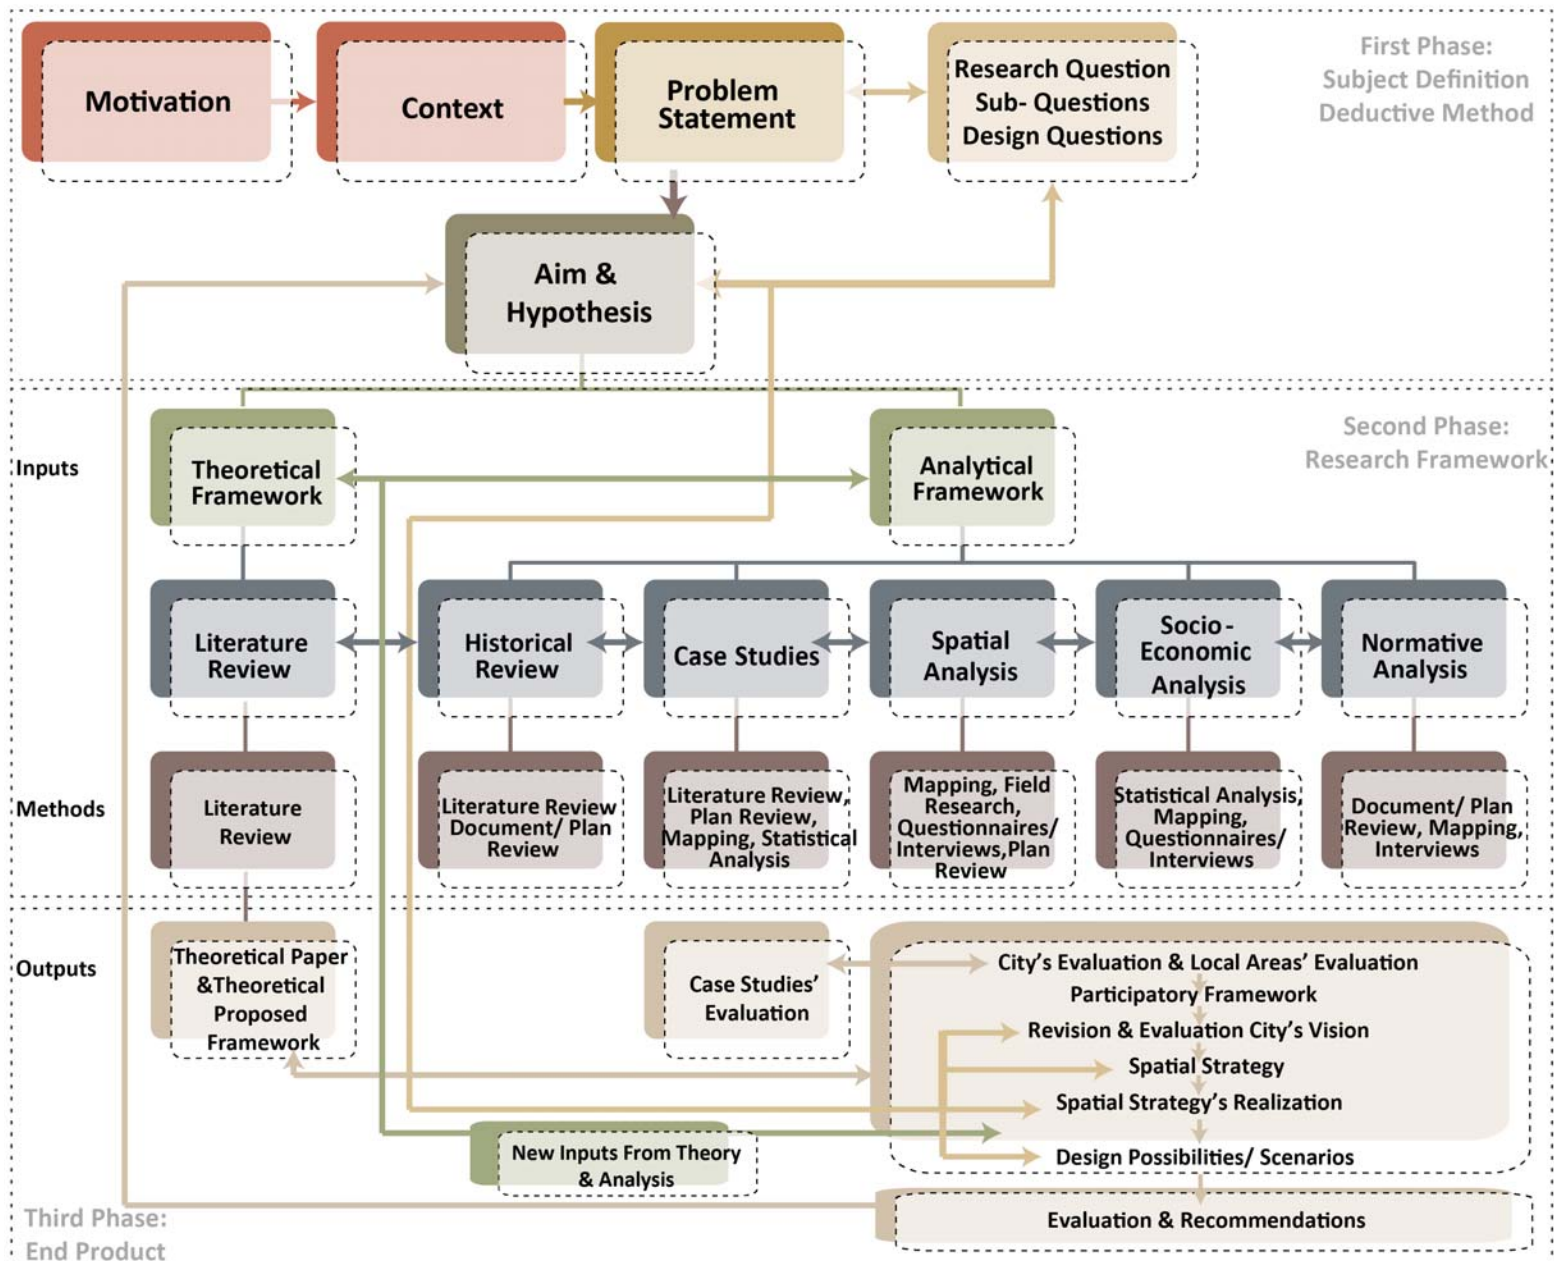 First Phase:
Subject Definition
Deductive Method
Motivation
Context
Problem
Statement
Research Question
Sub- Questions
Design Questions
Aim &
Hypothesis
Second Phase:
Research Framework
Inputs
Theoretical
Framework
Analytical
Framework
Literature
Review
Historical
Review
Case Studies
Spatial
Analysis
Socio-
Economic
Analysis
Normative
Analysis
Methods
Literature
Review
Literature Review
Document/ Plan
Review
Literature Review,
Plan Review,
Mapping, Statistical
Analysis
Mapping, Field
Research,
Questionnaires/
Interviews,Plan
Review
Statistical Analysis,
Mapping,
Questionnaires/
Interviews
Document/ Plan
Review, Mapping,
Interviews
Outputs
Theoretical Paper
&Theoretical
Proposed
Framework
Case Studies’
Evaluation
City’s Evaluation & Local Areas’ Evaluation
Participatory Framework
Revision & Evaluation City’s Vision
Spatial Strategy
Spatial Strategy’s Realization
Design Possibilities/ Scenarios
New Inputs From Theory
& Analysis
Evaluation & Recommendations
Third Phase:
End Product